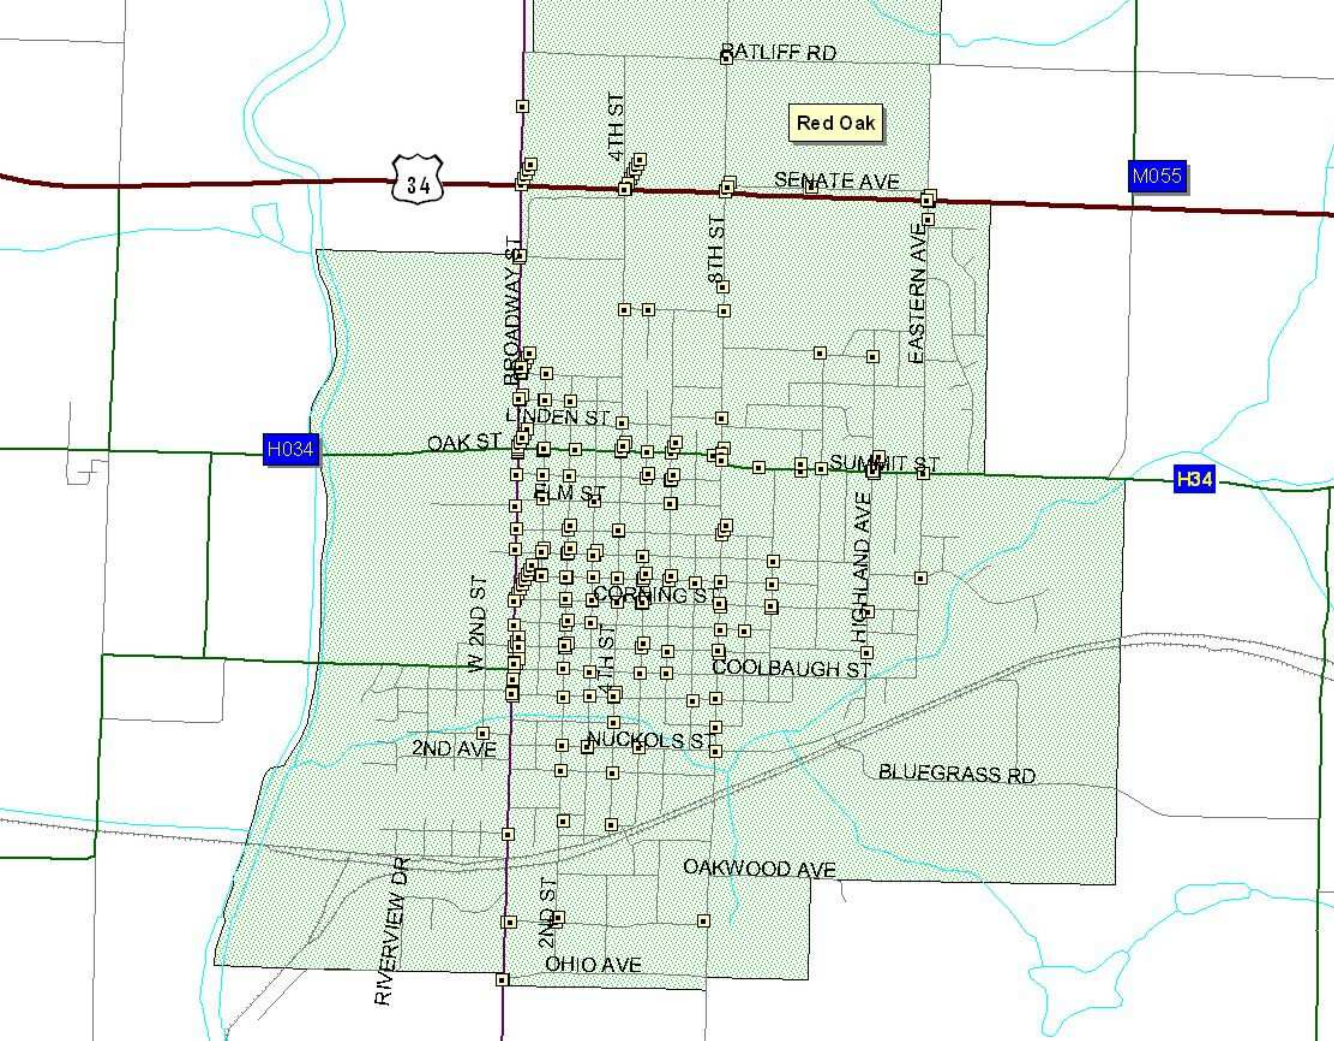 RATLIFF RD
4TH ST
Red Oak
34
SENATE AVE
M055
BROADWAY ST
8TH ST
EASTERN AVE
LINDEN ST
OAK ST
H034
SUMMIT ST
H34
ELM ST
HIGHLAND AVE
CORNING ST
W 2ND ST
4TH ST
COOLBAUGH ST
2ND AVE
NUCKOLS ST
BLUEGRASS RD
OAKWOOD AVE
RIVERVIEW DR
2ND ST
OHIO AVE